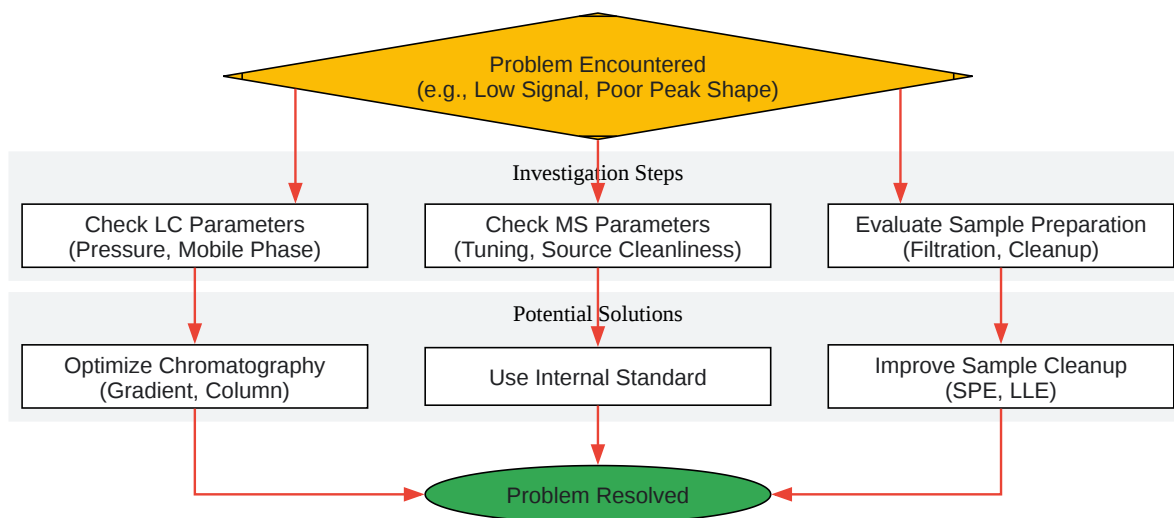 Problem Encountered
(e.g., Low Signal, Poor Peak Shape)
Investigation Steps
Check LC Parameters
(Pressure, Mobile Phase)
Check MS Parameters
(Tuning, Source Cleanliness)
Evaluate Sample Preparation
(Filtration, Cleanup)
Potential Solutions
Optimize Chromatography
(Gradient, Column)
Use Internal Standard
Improve Sample Cleanup
(SPE, LLE)
Problem Resolved